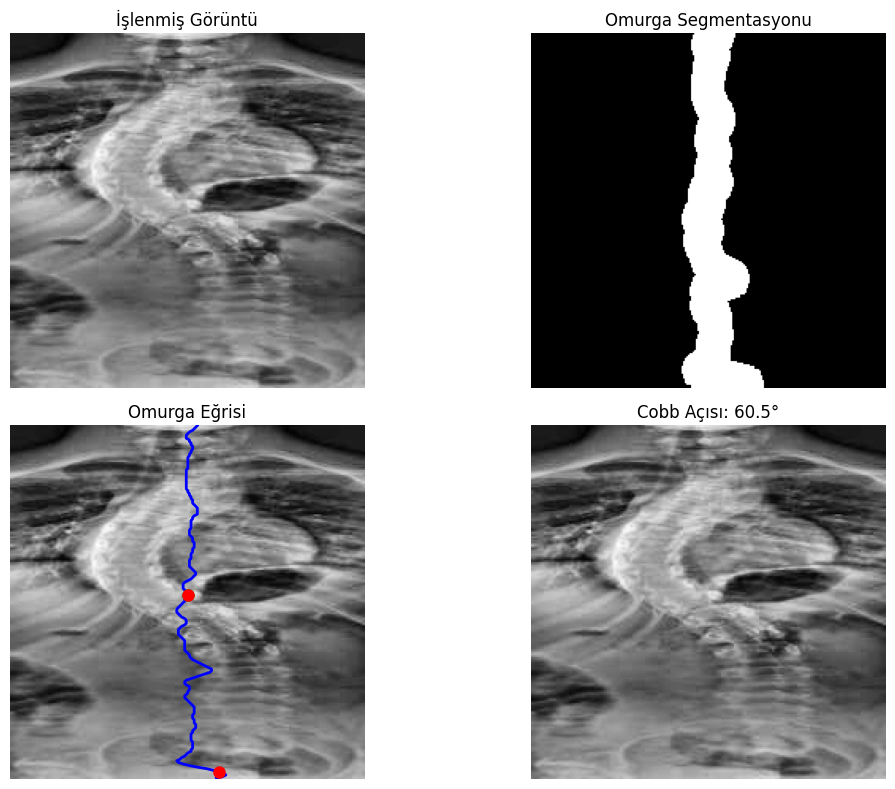 İşlenmiş Görüntü
Omurga Segmentasyonu
Omurga Eğrisi
Cobb Açısı: 60.5°